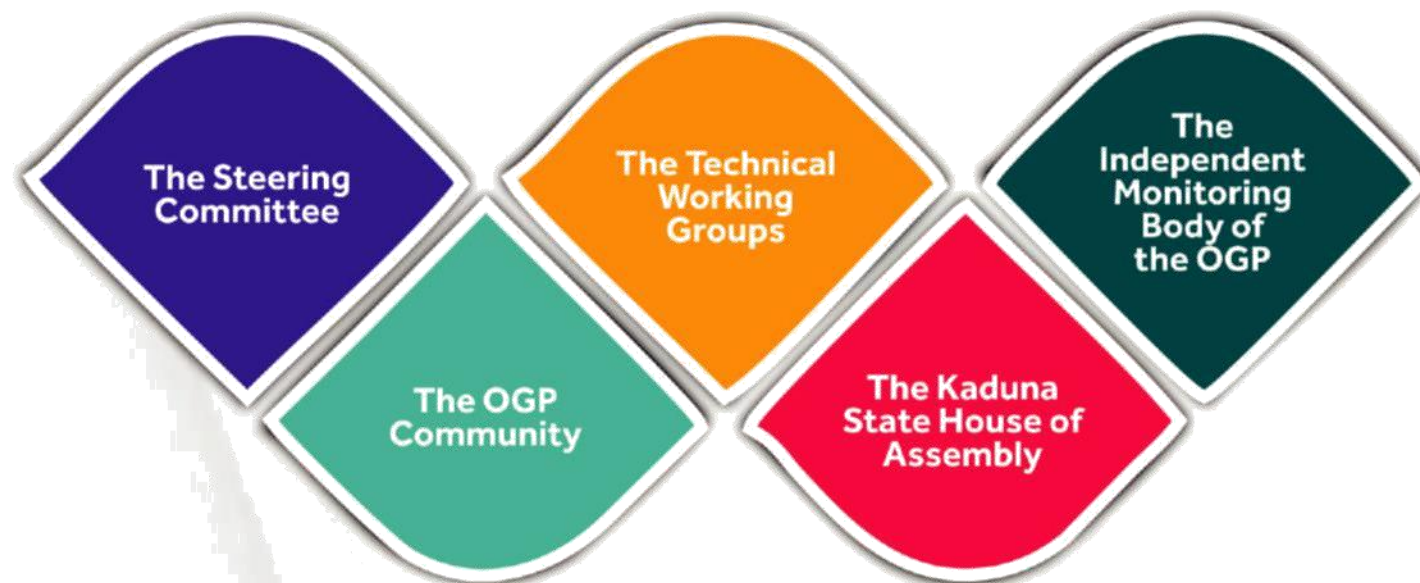 The Steering
Committee
The OGP
Community
The Technical
Working
Groups
The Kaduna
State House of
Assembly
The
Independent
Monitoring
Body of
the OGP